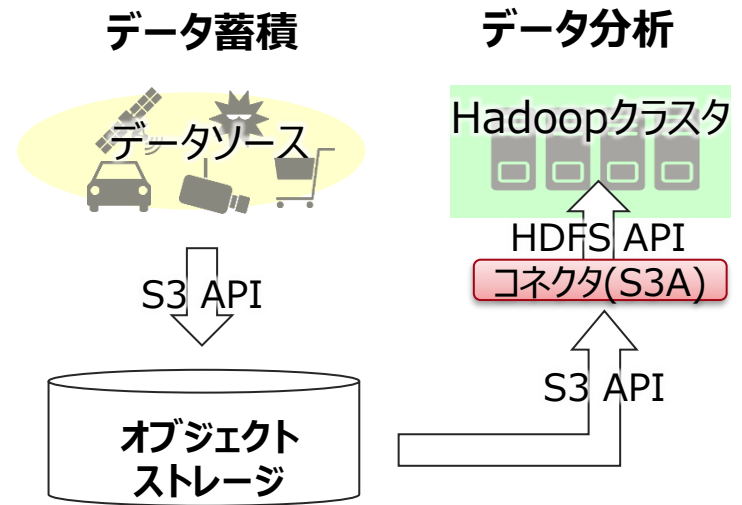 データ蓄積
データ分析
データソース
Hadoopクラスタ
HDFS API
コネクタ(S3A)
S3 API
S3 API
オブジェクト
ストレージ